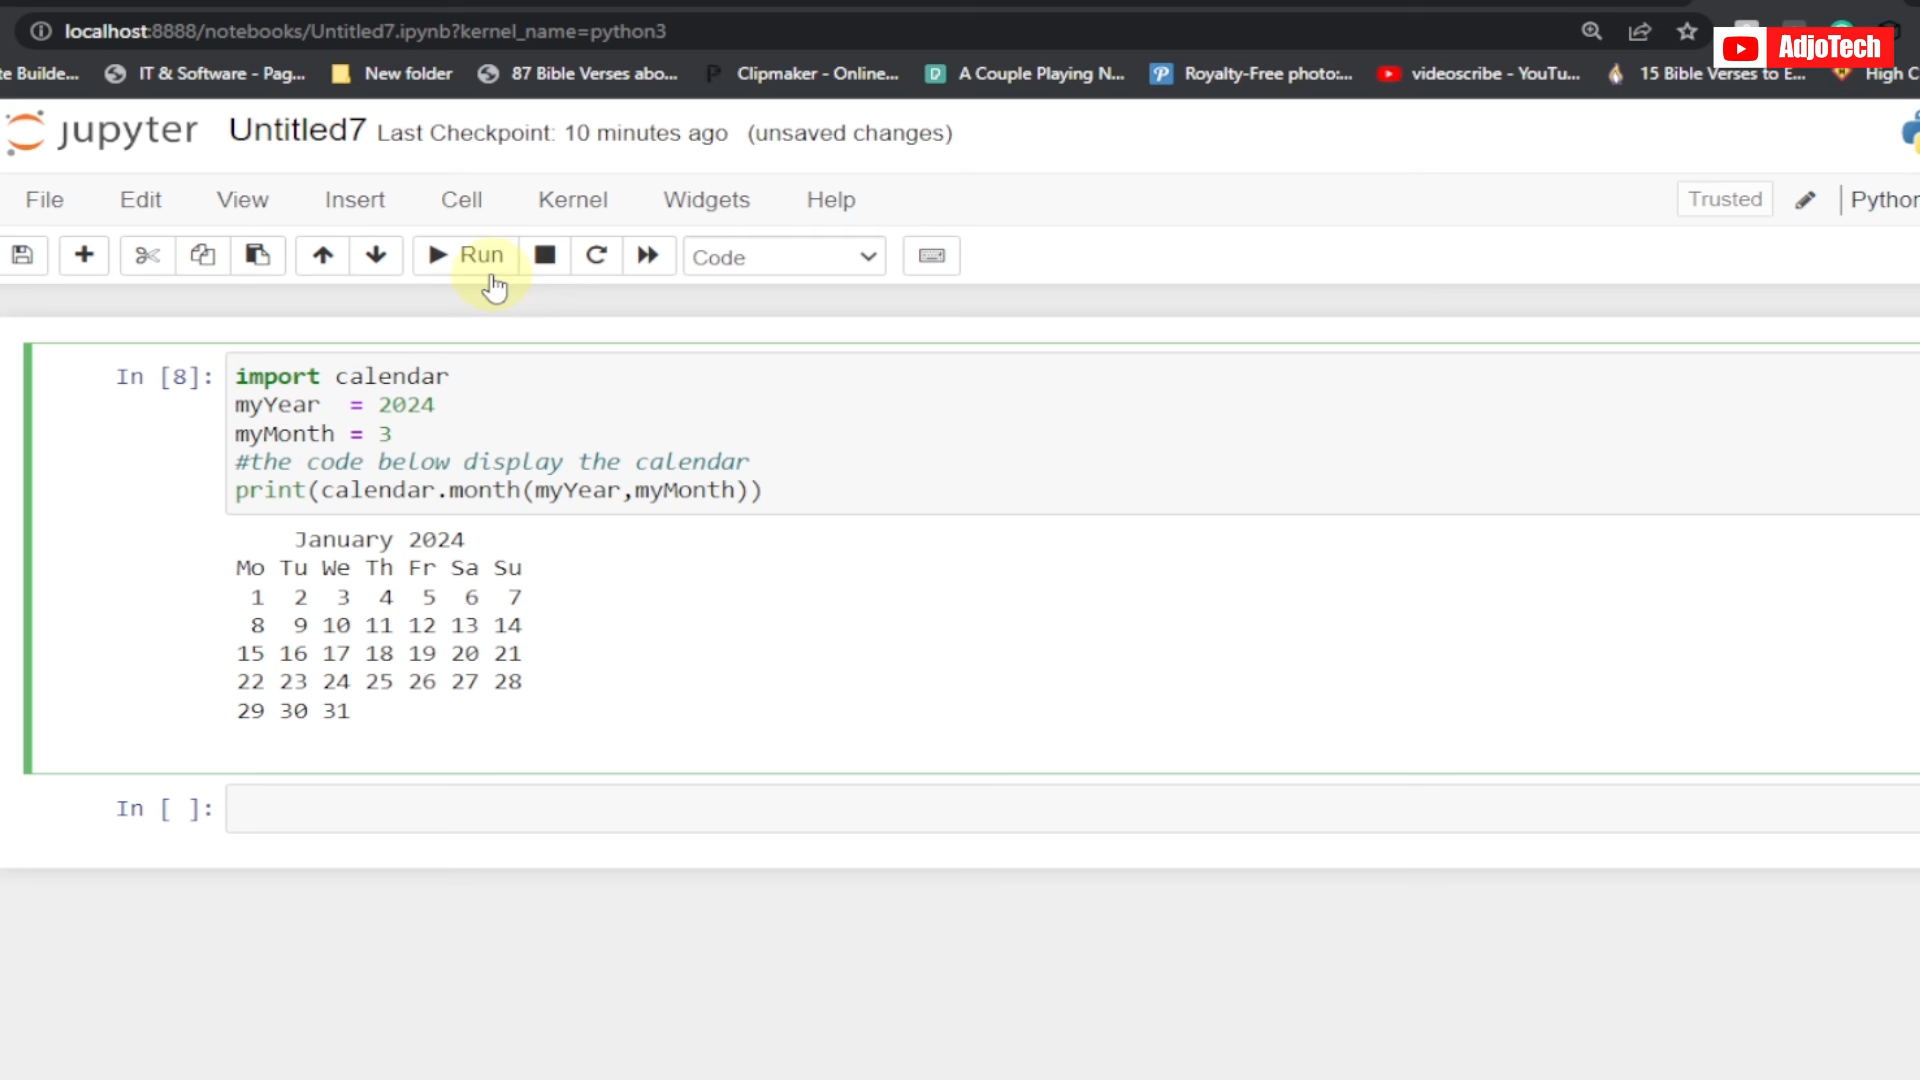 localhost:8888/notebooks/Untitled7.ipynb?kernel_name=python3
AdjoTech
te Builde... IT & Software - Pag... New folder 87 Bible Verses abo... Clipmaker - Online... A Couple Playing N... Royalty-Free photo:... videoscribe - YouTu... 15 Bible Verses to E... High C
jupyter Untitled7 Last Checkpoint: 10 minutes ago (unsaved changes)
File Edit View Insert Cell Kernel Widgets Help Trusted Python
Run Code
In [8]: import calendar
myYear = 2024
myMonth = 3
#the code below display the calendar
print(calendar.month(myYear,myMonth))
January 2024
Mo Tu We Th Fr Sa Su
1 2 3 4 5 6 7
8 9 10 11 12 13 14
15 16 17 18 19 20 21
22 23 24 25 26 27 28
29 30 31
In [ ]: